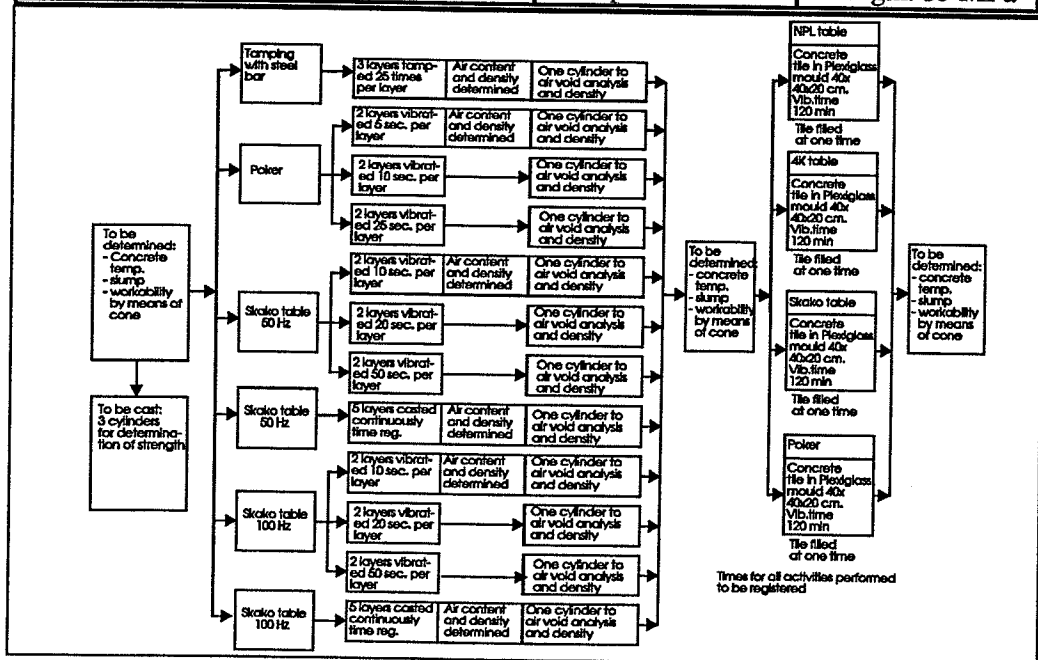 To be
determined:
- Concrete
temp.
- slump
- workability
by means of
cone
To be cast:
3 cylinders
for determina-
tion of strength
Tamping
with steel
bar
3 layers tamp-
ed 25 times
per layer
Air content
and density
determined
One cylinder to
air void analysis
and density
Poker
2 layers vibrat-
ed 5 sec. per
layer
Air content
and density
determined
One cylinder to
air void analysis
and density
2 layers vibrat-
ed 10 sec. per
layer
One cylinder to
air void analysis
and density
2 layers vibrat-
ed 25 sec. per
layer
One cylinder to
air void analysis
and density
Skako table
50 Hz
2 layers vibrat-
ed 10 sec. per
layer
Air content
and density
determined
One cylinder to
air void analysis
and density
2 layers vibrat-
ed 20 sec. per
layer
One cylinder to
air void analysis
and density
2 layers vibrat-
ed 50 sec. per
layer
One cylinder to
air void analysis
and density
Skako table
50 Hz
5 layers casted
continuously
time reg.
Air content
and density
determined
One cylinder to
air void analysis
and density
Skako table
100 Hz
2 layers vibrat-
ed 10 sec. per
layer
Air content
and density
determined
One cylinder to
air void analysis
and density
2 layers vibrat-
ed 20 sec. per
layer
One cylinder to
air void analysis
and density
2 layers vibrat-
ed 50 sec. per
layer
One cylinder to
air void analysis
and density
Skako table
100 Hz
5 layers casted
continuously
time reg.
Air content
and density
determined
One cylinder to
air void analysis
and density
To be
determined:
- concrete
temp.
- slump
- workability
by means of
cone
NPL table
Concrete
tile in Plexiglass
mould 40x
40x20 cm.
Vib.time
120 min
Tile filled
at one time
4K table
Concrete
tile in Plexiglass
mould 40x
40x20 cm.
Vib.time
120 min
Tile filled
at one time
Skako table
Concrete
tile in Plexiglass
mould 40x
40x20 cm.
Vib.time
120 min
Tile filled
at one time
Poker
Concrete
tile in Plexiglass
mould 40x
40x20 cm.
Vib.time
120 min
Tile filled
at one time
To be
determined:
- concrete
temp.
- slump
- workability
by means of
cone
Times for all activities performed
to be registered